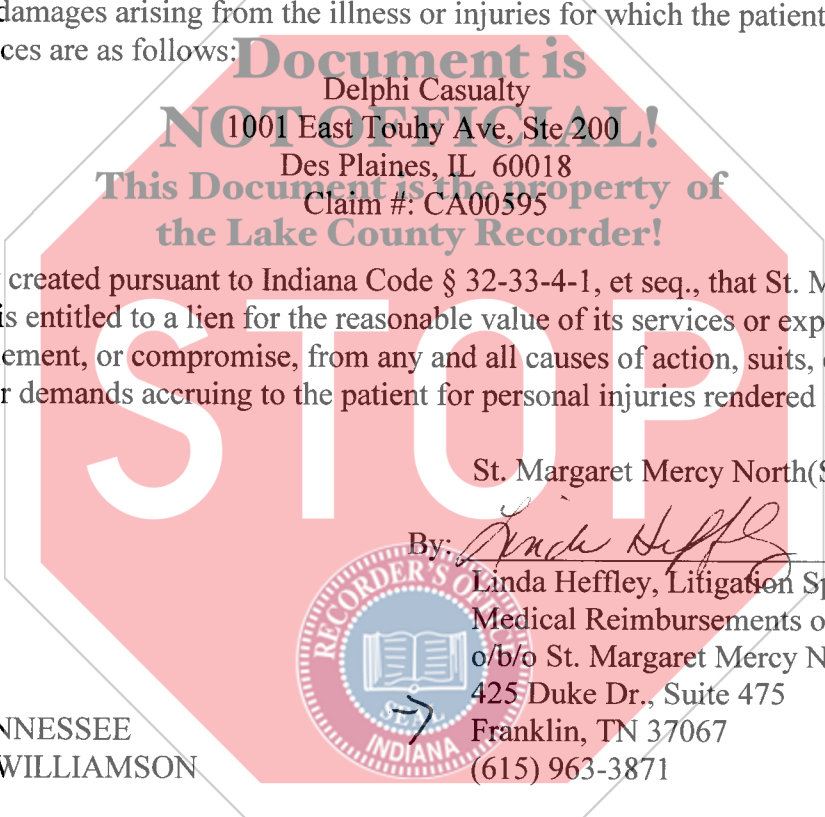 damages arising from the illness or injuries for which the patient
ces are as follows:
Document is
Delphi Casualty
NOT OFFICIAL!
1001 East Touhy Ave, Ste 200
Des Plaines, IL 60018
This Document is the property of
Claim #: CA00595
the Lake County Recorder!
created pursuant to Indiana Code § 32-33-4-1, et seq., that St. M
is entitled to a lien for the reasonable value of its services or exp
ement, or compromise, from any and all causes of action, suits,
r demands accruing to the patient for personal injuries rendered
STOP
St. Margaret Mercy North(S
By: Linda Heffley
Linda Heffley, Litigation Sp
Medical Reimbursements o
o/b/o St. Margaret Mercy N
425 Duke Dr., Suite 475
Franklin, TN 37067
(615) 963-3871
RECORDER'S OFFICE
SEAL
INDIANA
NNESSEE
WILLIAMSON